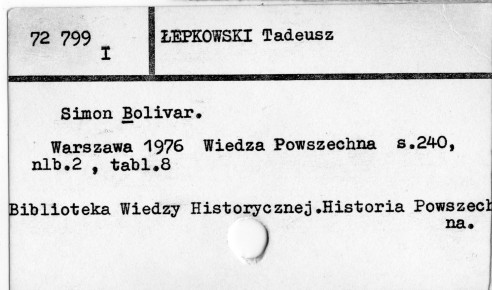 72 799 ŁEPKOWSKI Tadeusz
I
Simon Bolivar.
Warszawa 1976 Wiedza Powszechna s.240,
nlb.2 , tabl.8
Biblioteka Wiedzy Historycznej.Historia Powszech
na.